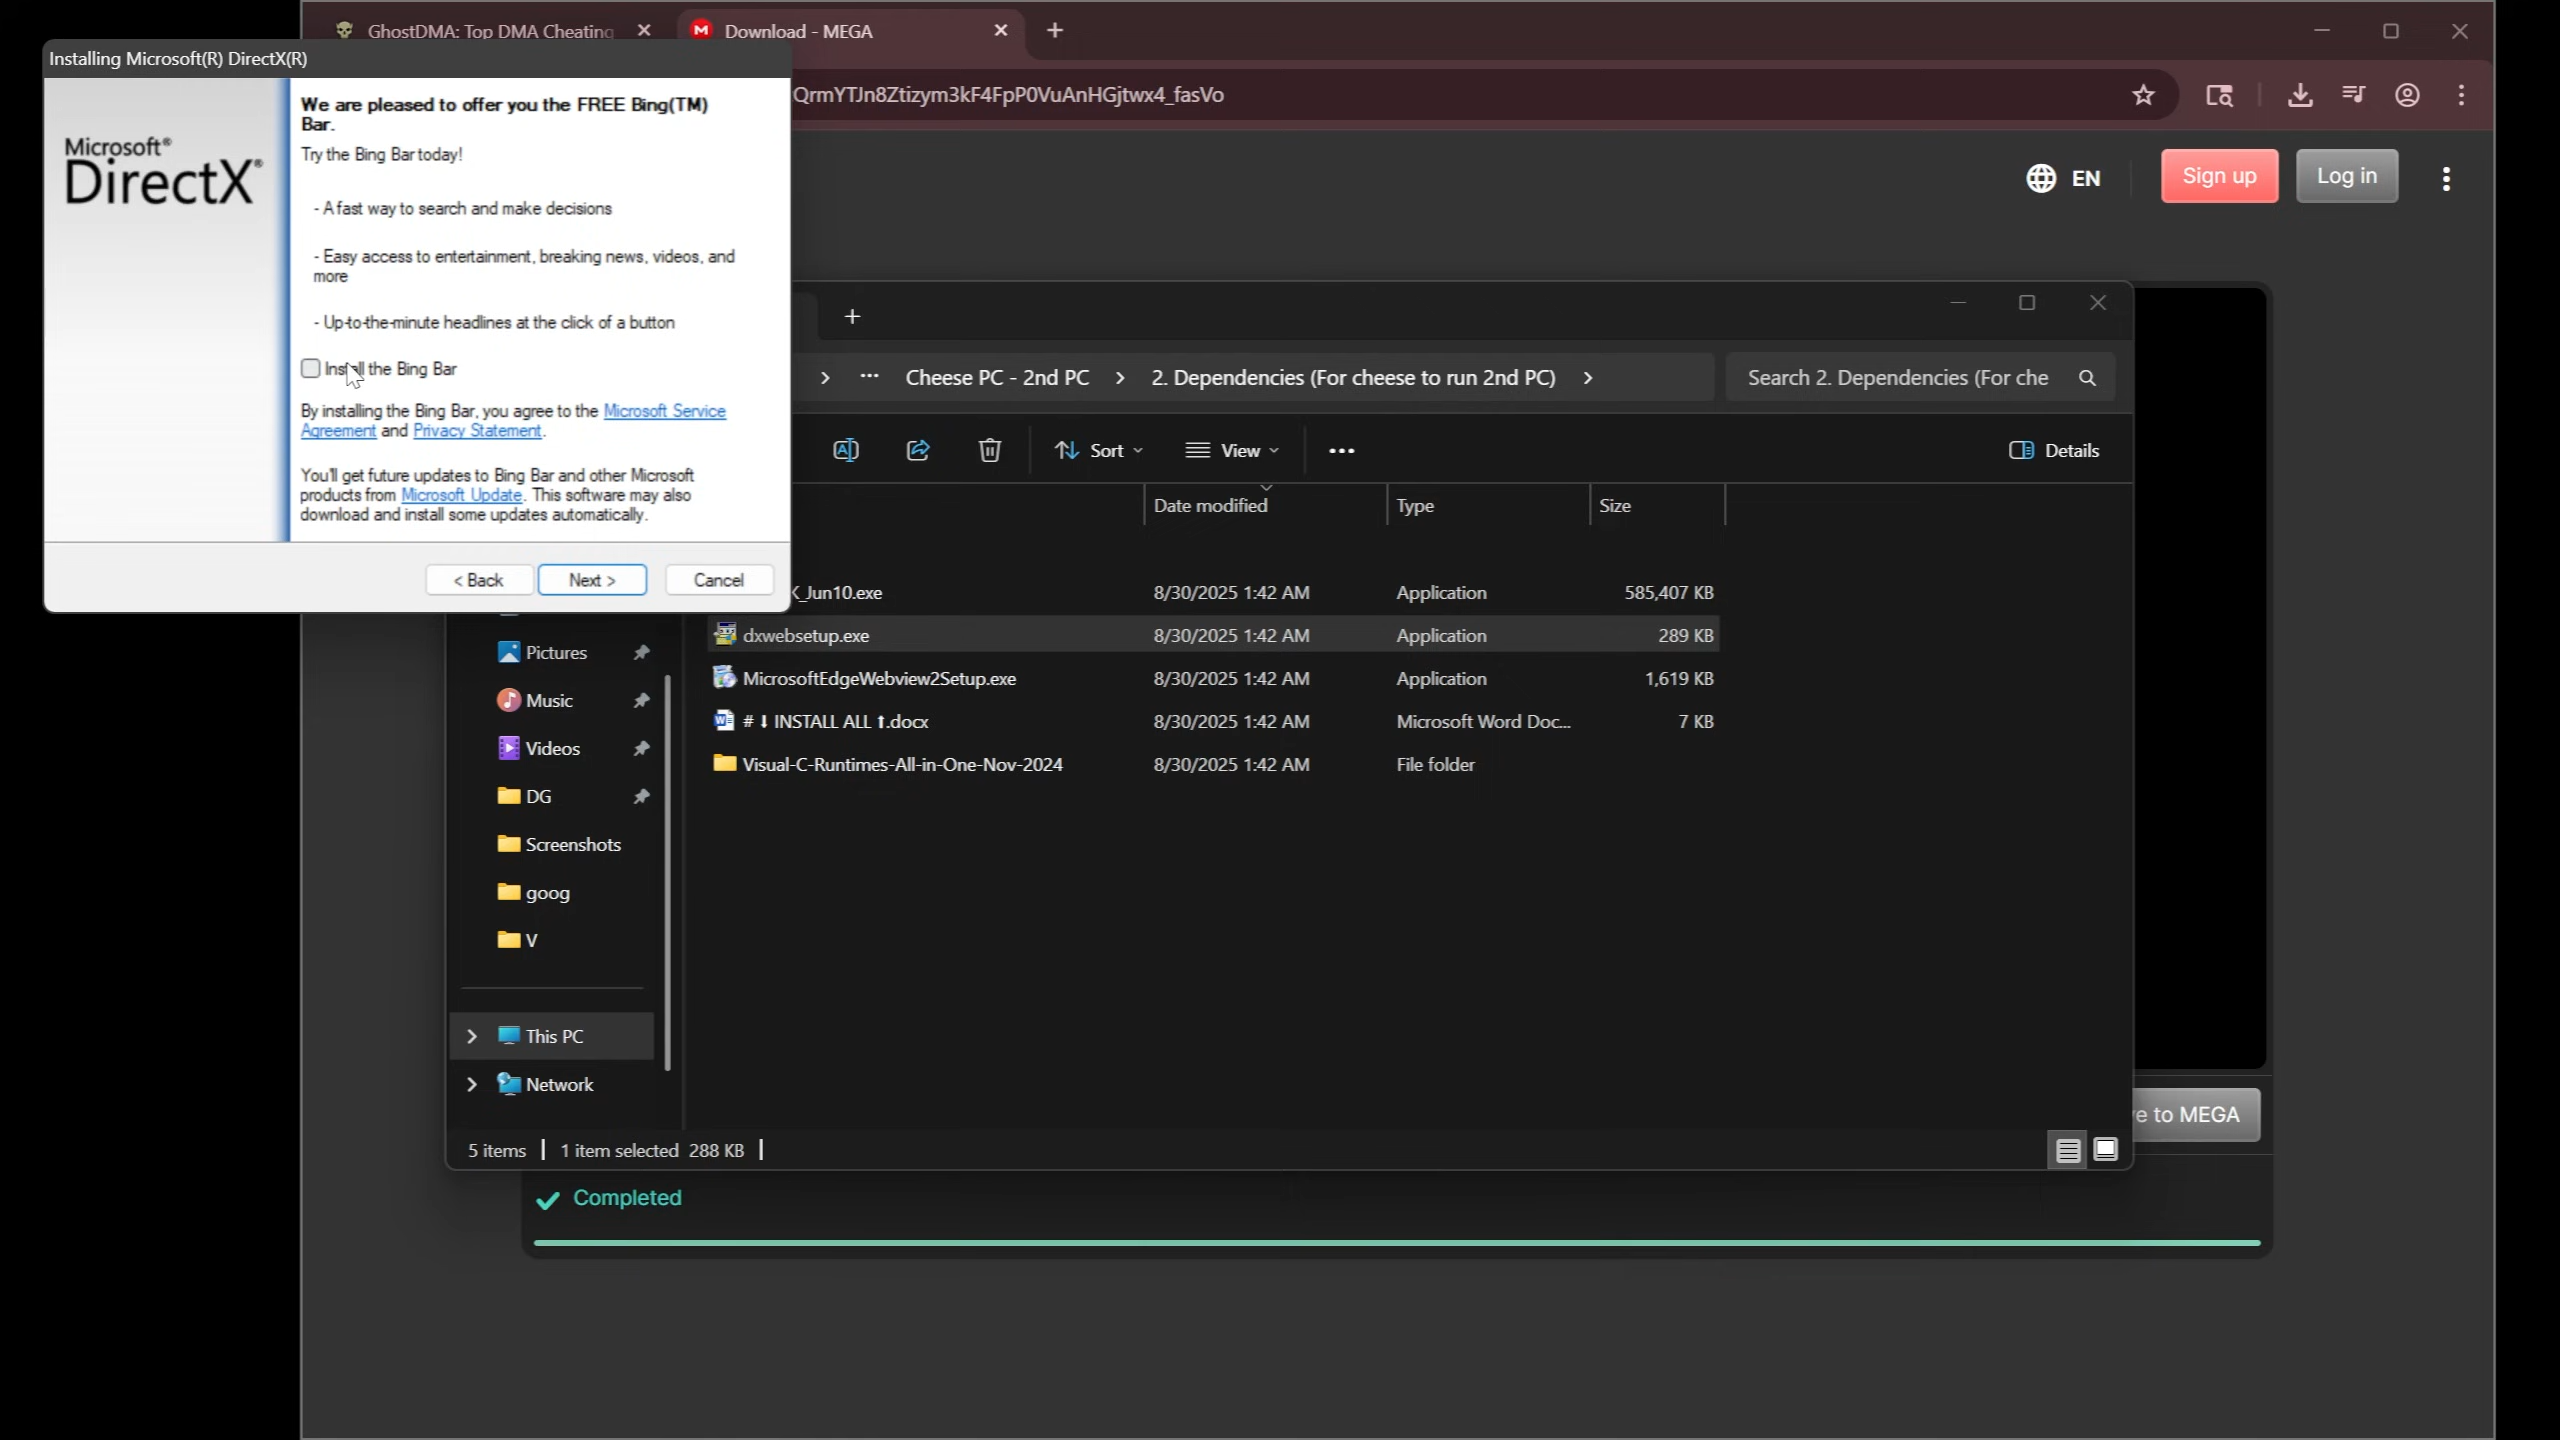 GhostDMA: Top DMA Cheating
Download - MEGA
Installing Microsoft(R) DirectX(R)
QrmYTJn8Ztizym3kF4FpP0VuAnHGjtwx4_fasVo
EN
Sign up
Log in
Microsoft®
DirectX®
We are pleased to offer you the FREE Bing(TM)
Bar.
Try the Bing Bar today!
- A fast way to search and make decisions
- Easy access to entertainment, breaking news, videos, and
more
- Up-to-the-minute headlines at the click of a button
Install the Bing Bar
By installing the Bing Bar, you agree to the Microsoft Service
Agreement and Privacy Statement.
You'll get future updates to Bing Bar and other Microsoft
products from Microsoft Update. This software may also
download and install some updates automatically.
< Back
Next >
Cancel
Cheese PC - 2nd PC > 2. Dependencies (For cheese to run 2nd PC) >
Search 2. Dependencies (For che
Sort
View
Details
Date modified
Type
Size
_Jun10.exe 8/30/2025 1:42 AM Application 585,407 KB
dxwebsetup.exe 8/30/2025 1:42 AM Application 289 KB
MicrosoftEdgeWebview2Setup.exe 8/30/2025 1:42 AM Application 1,619 KB
# ⬇ INSTALL ALL ⬆.docx 8/30/2025 1:42 AM Microsoft Word Doc... 7 KB
Visual-C-Runtimes-All-in-One-Nov-2024 8/30/2025 1:42 AM File folder
Pictures
Music
Videos
DG
Screenshots
goog
V
This PC
Network
5 items
1 item selected 288 KB
e to MEGA
Completed